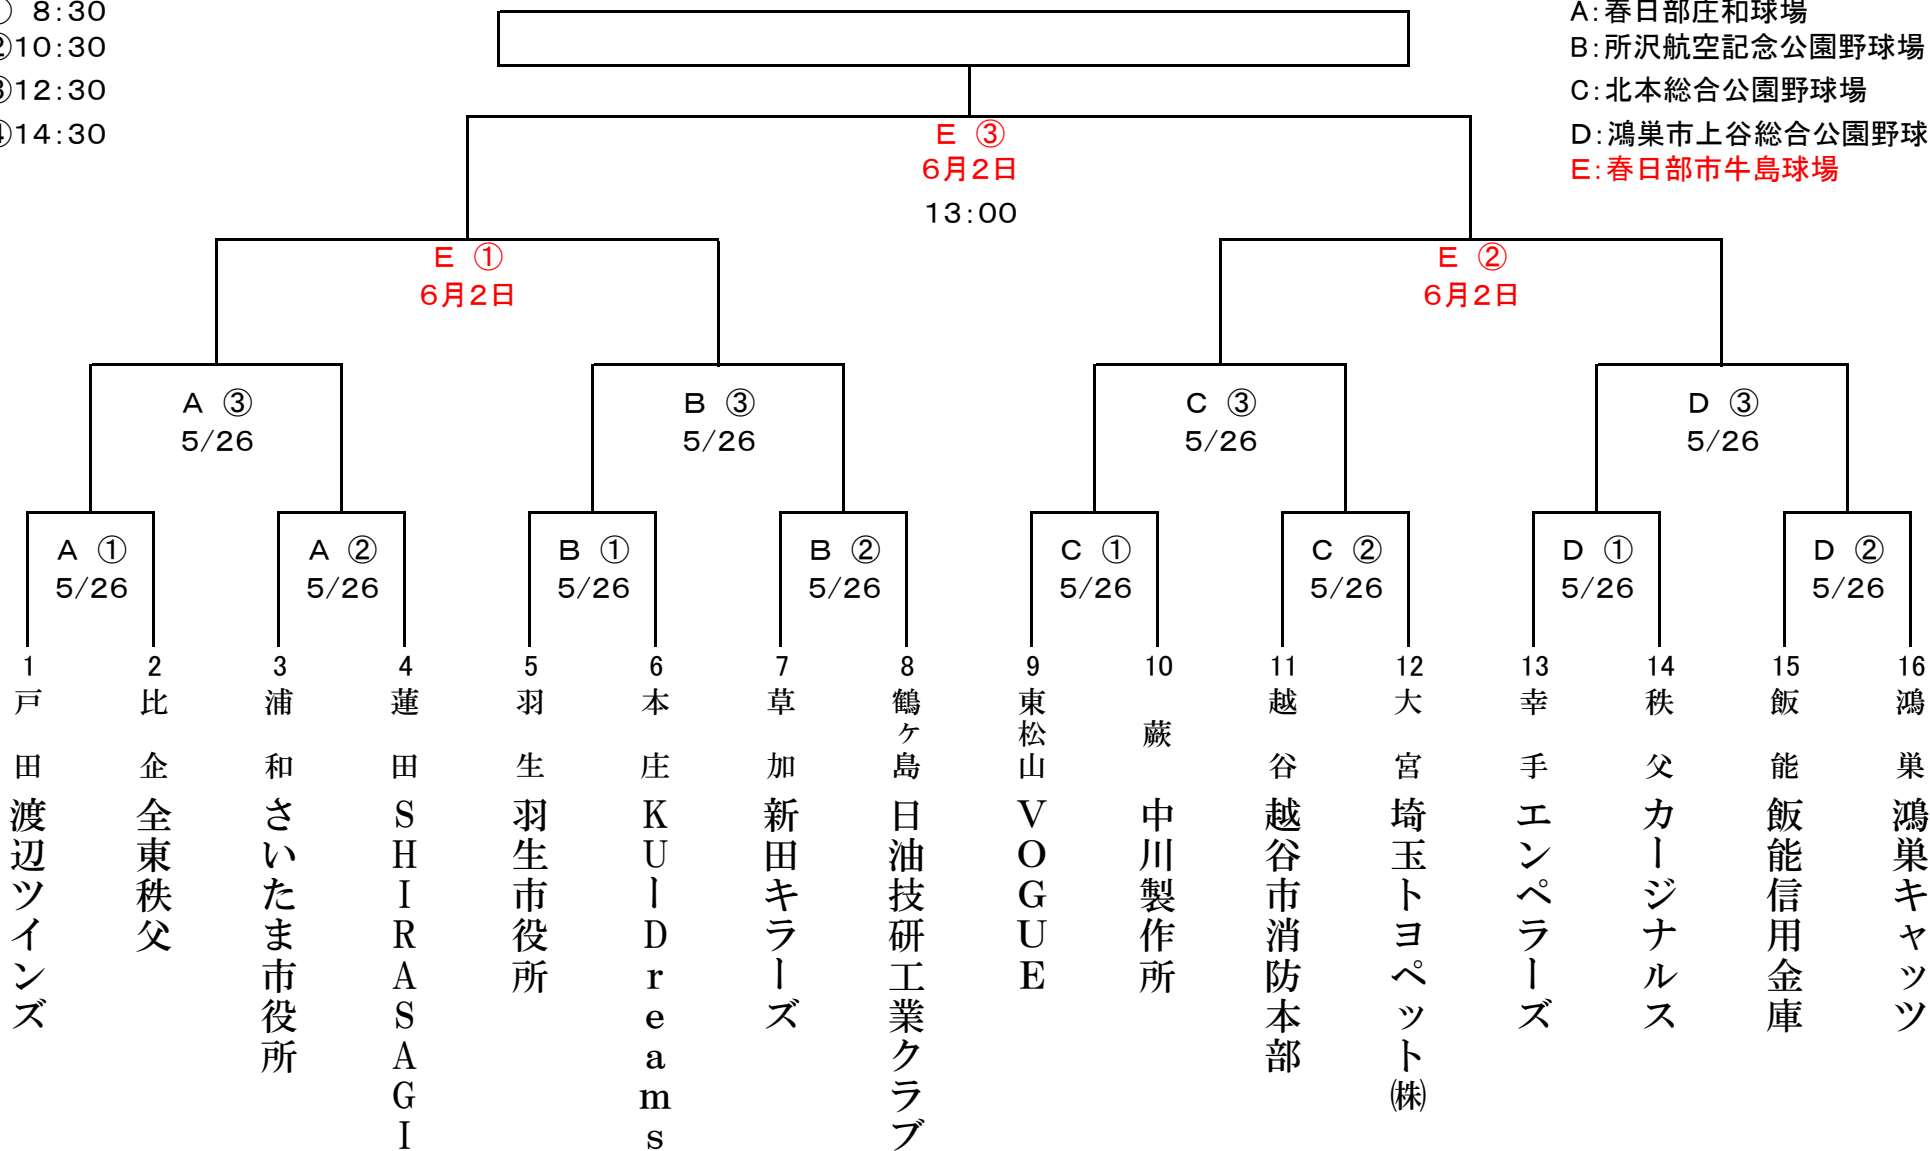 ① 8:30
②10:30
③12:30
④14:30
A:春日部庄和球場
B:所沢航空記念公園野球場
C:北本総合公園野球場
D:鴻巣市上谷総合公園野球
E:春日部市牛島球場
E ③
6月2日
13:00
E ①
6月2日
E ②
6月2日
A ③
5/26
B ③
5/26
C ③
5/26
D ③
5/26
A ①
5/26
A ②
5/26
B ①
5/26
B ②
5/26
C ①
5/26
C ②
5/26
D ①
5/26
D ②
5/26
1
戸田
渡辺ツインズ
2
比企
全東秩父
3
浦和
さいたま市役所
4
蓮田
SHIRASAGI
5
羽生
羽生市役所
6
本庄
KUーDreams
7
草加
新田キラーズ
8
鶴ヶ島
日油技研工業クラブ
9
東松山
VOGUE
10
蕨
中川製作所
11
越谷
越谷市消防本部
12
大宮
埼玉トヨペット㈱
13
幸手
エンペラーズ
14
秩父
カージナルス
15
飯能
飯能信用金庫
16
鴻巣
鴻巣キャッツ